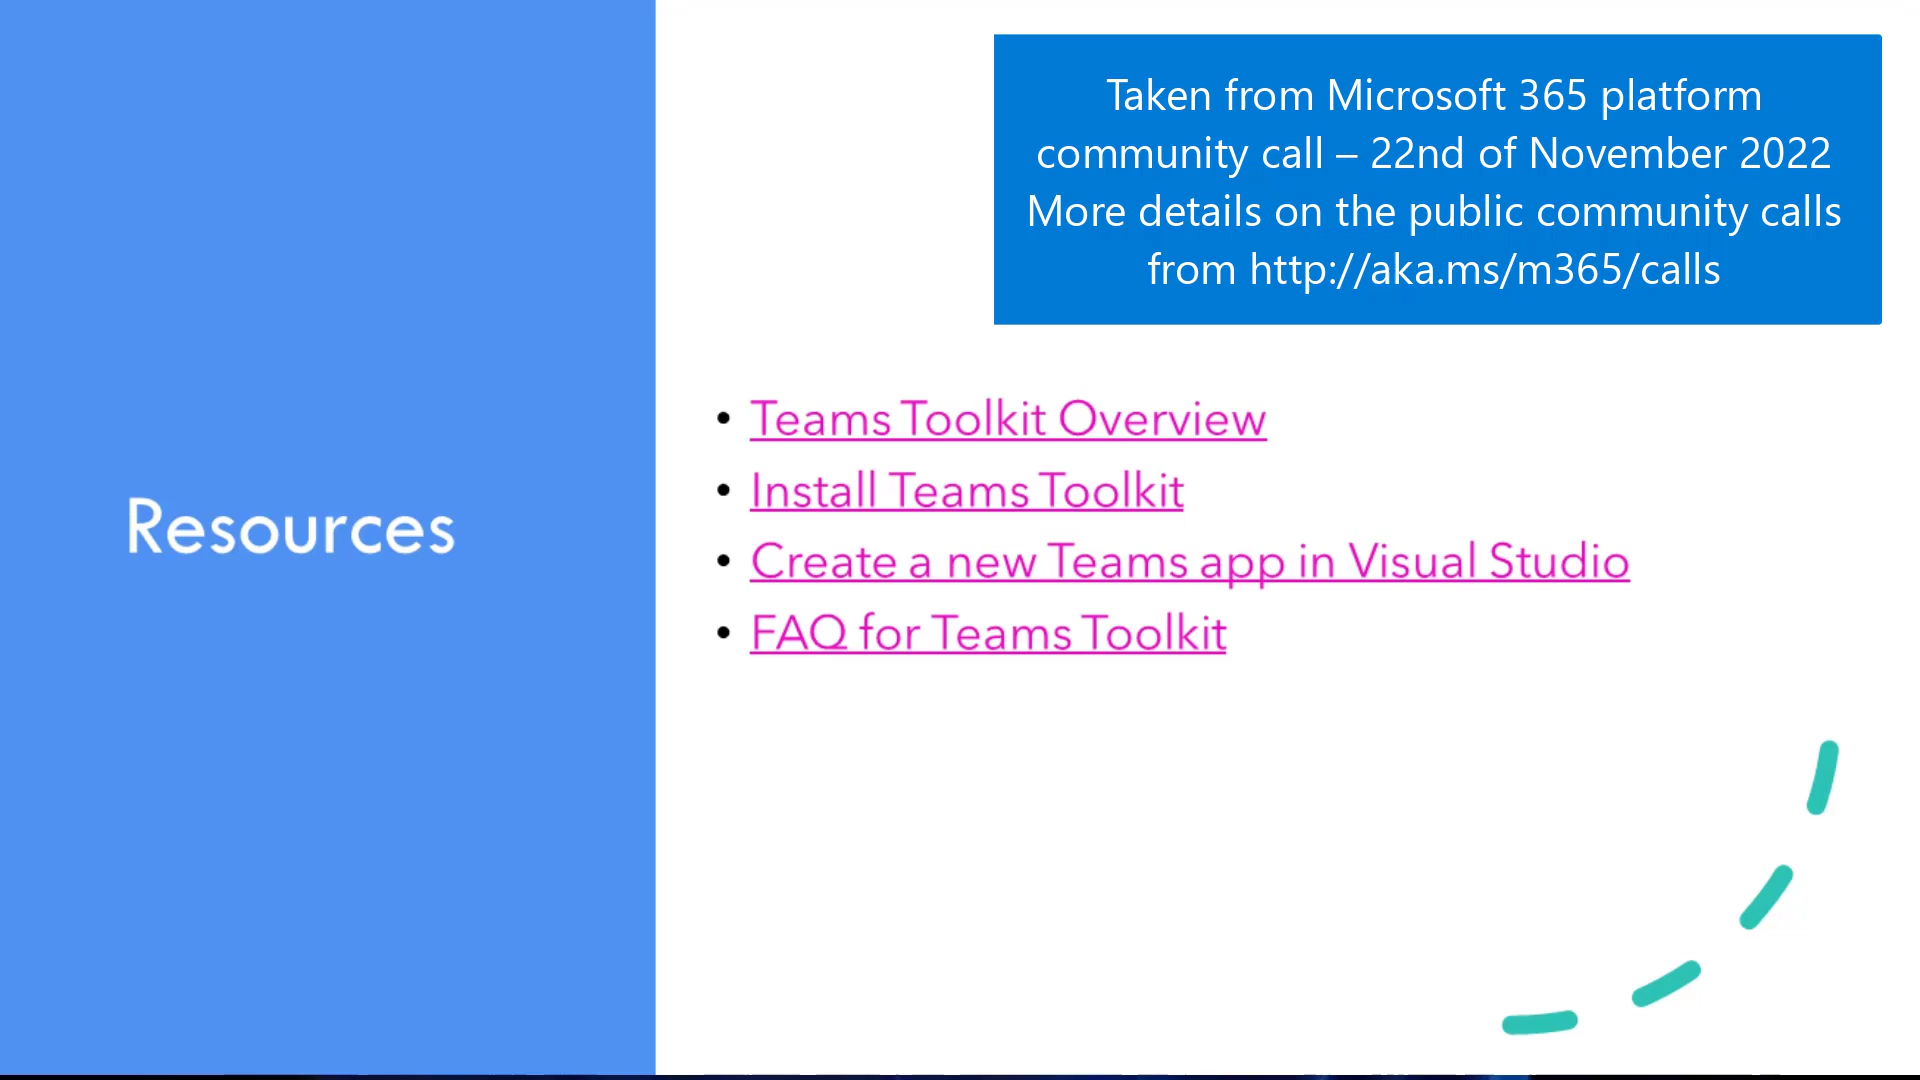 Taken from Microsoft 365 platform
community call – 22nd of November 2022
More details on the public community calls
from http://aka.ms/m365/calls
Resources
• Teams Toolkit Overview
• Install Teams Toolkit
• Create a new Teams app in Visual Studio
• FAQ for Teams Toolkit